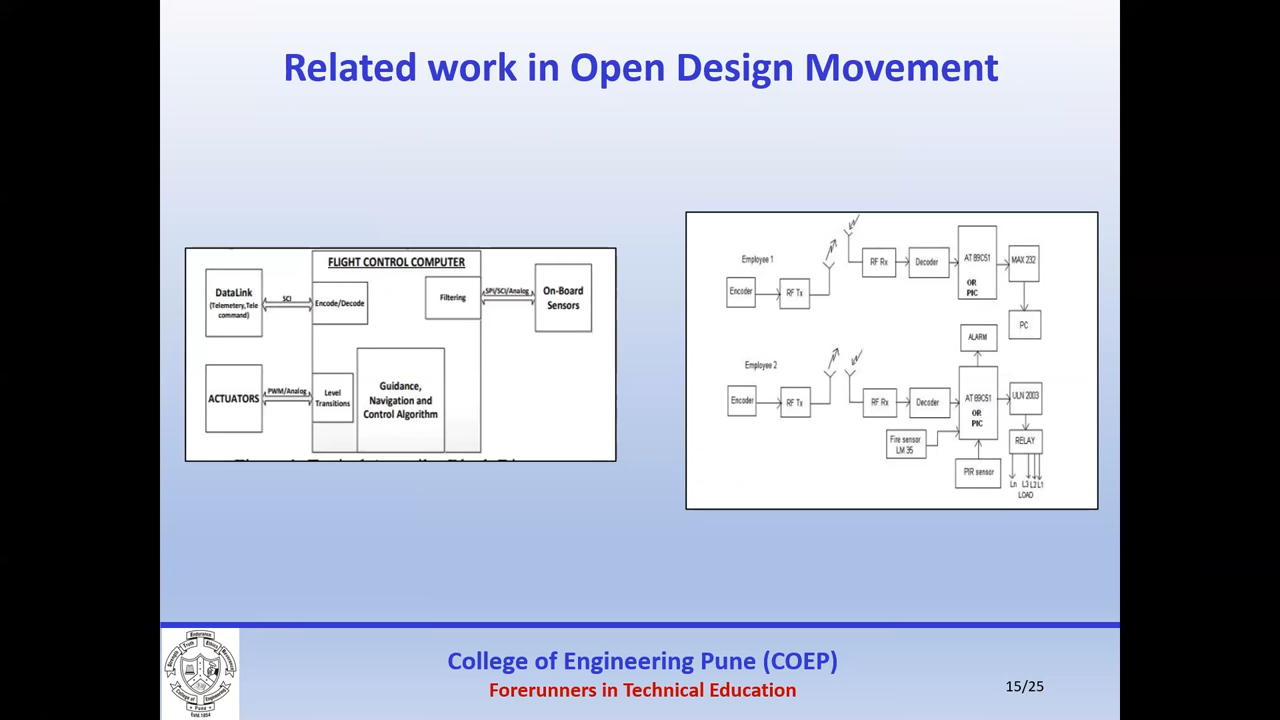 Related work in Open Design Movement
FLIGHT CONTROL COMPUTER
DataLink
(Telemetery,Tele
command)
SCI
Encode/Decode
Filtering
SPI/SCI/Analog
On-Board
Sensors
ACTUATORS
PWM/Analog
Level
Transitions
Guidance,
Navigation and
Control Algorithm
Employee 1
Encoder
RF Tx
RF Rx
Decoder
AT 89C51
OR
PIC
MAX 232
PC
ALARM
Employee 2
Encoder
RF Tx
RF Rx
Decoder
AT 89C51
OR
PIC
ULN 2003
Fire sensor
LM 35
RELAY
PIR sensor
Ln L3 L2 L1
LOAD
College of Engineering Pune (COEP)
Forerunners in Technical Education
15/25